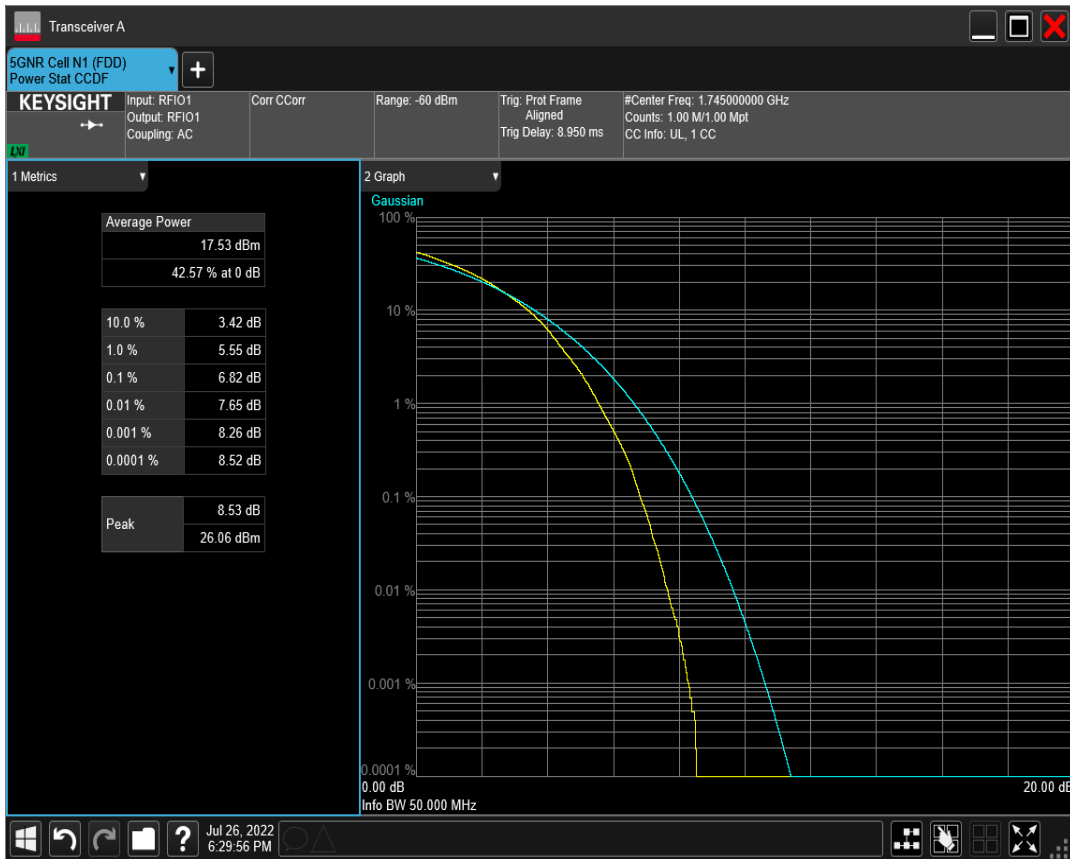 Transceiver A
5GNR Cell N1 (FDD)
Power Stat CCDF
KEYSIGHT
LXI
Input: RFIO1
Output: RFIO1
Coupling: AC
Corr CCorr
Range: -60 dBm
Trig: Prot Frame
Aligned
Trig Delay: 8.950 ms
#Center Freq: 1.745000000 GHz
Counts: 1.00 M/1.00 Mpt
CC Info: UL, 1 CC
1 Metrics
Average Power
17.53 dBm
42.57 % at 0 dB
10.0 % 3.42 dB
1.0 % 5.55 dB
0.1 % 6.82 dB
0.01 % 7.65 dB
0.001 % 8.26 dB
0.0001 % 8.52 dB
Peak 8.53 dB
26.06 dBm
2 Graph
Gaussian
100 %
10 %
1 %
0.1 %
0.01 %
0.001 %
0.0001 %
0.00 dB 20.00 dB
Info BW 50.000 MHz
?
Jul 26, 2022
6:29:56 PM